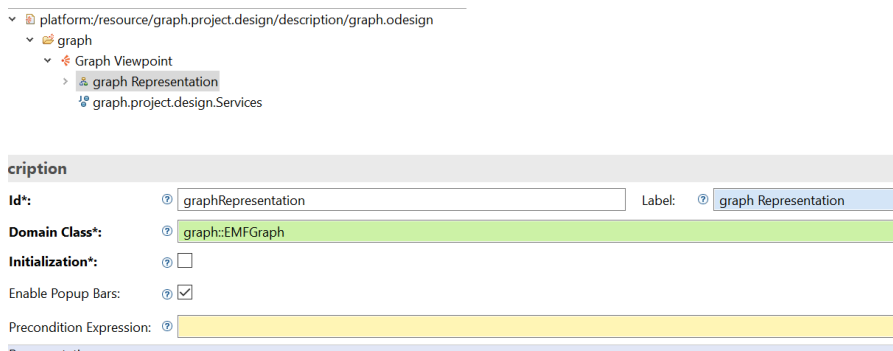 platform:/resource/graph.project.design/description/graph.odesign
graph
Graph Viewpoint
graph Representation
graph.project.design.Services
cription
Id*: graphRepresentation Label: graph Representation
Domain Class*: graph::EMFGraph
Initialization*:
Enable Popup Bars:
Precondition Expression: